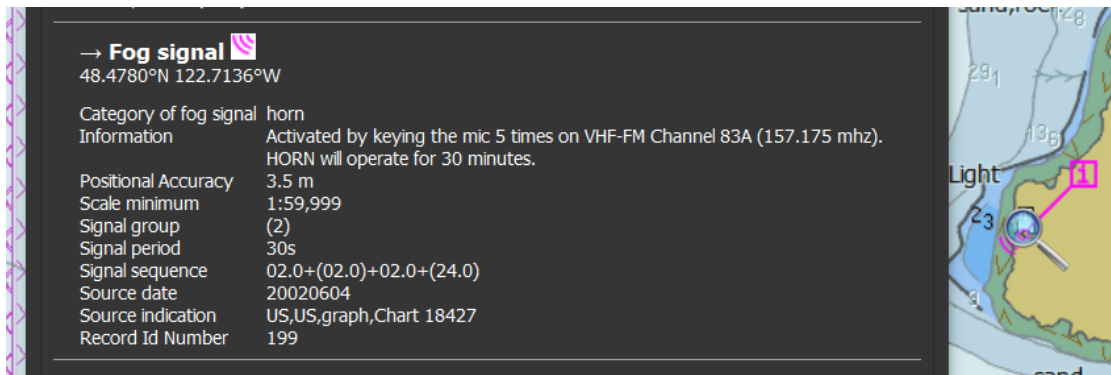 → Fog signal
48.4780°N 122.7136°W
Category of fog signal horn
Information Activated by keying the mic 5 times on VHF-FM Channel 83A (157.175 mhz).
HORN will operate for 30 minutes.
Positional Accuracy 3.5 m
Scale minimum 1:59,999
Signal group (2)
Signal period 30s
Signal sequence 02.0+(02.0)+02.0+(24.0)
Source date 20020604
Source indication US,US,graph,Chart 18427
Record Id Number 199
29₁
13₆
Light
1
2₃